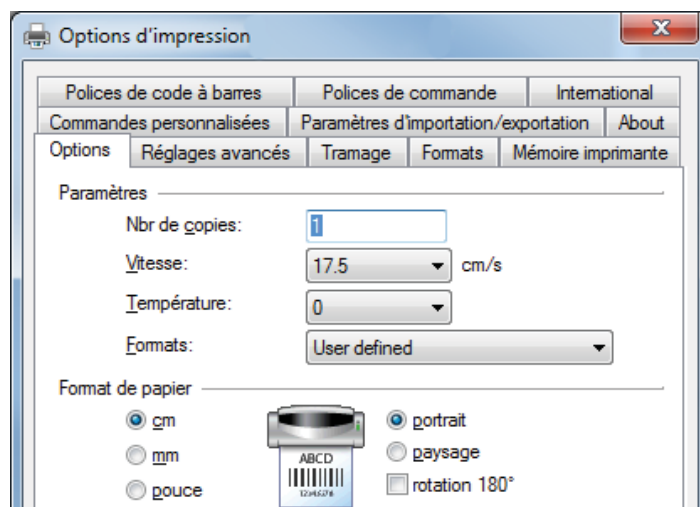 Options d'impression
Polices de code à barres Polices de commande International
Commandes personnalisées Paramètres d'importation/exportation About
Options Réglages avancés Tramage Formats Mémoire imprimante
Paramètres
Nbr de copies: 1
Vitesse: 17.5 cm/s
Température: 0
Formats: User defined
Format de papier
cm portrait
mm ABCD paysage
pouce 12345678 rotation 180°